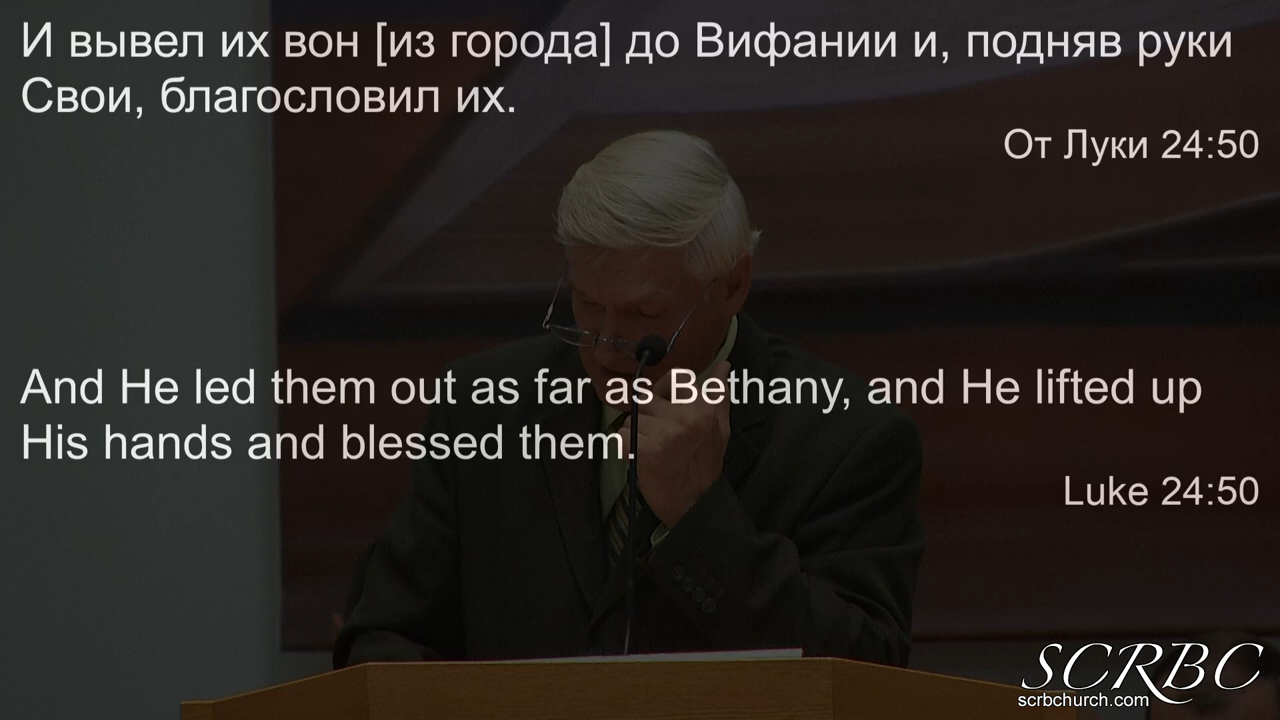 И вывел их вон [из города] до Вифании и, подняв руки
Свои, благословил их.
От Луки 24:50
And He led them out as far as Bethany, and He lifted up
His hands and blessed them.
Luke 24:50
SCRBC
scrbchurch.com